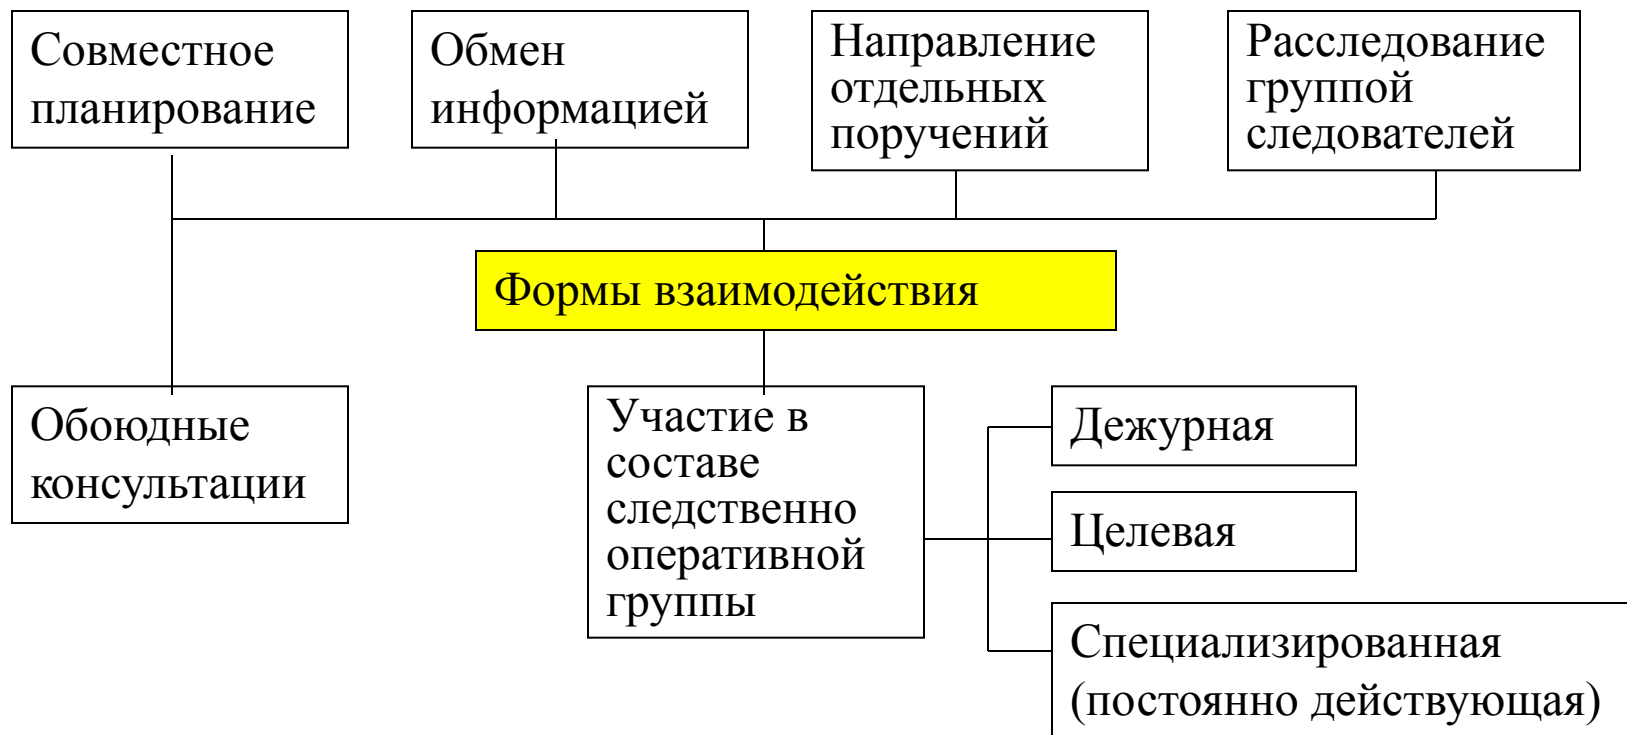 Совместное
планирование
Обмен
информацией
Направление
отдельных
поручений
Расследование
группой
следователей
Формы взаимодействия
Обоюдные
консультации
Участие в
составе
следственно
оперативной
группы
Дежурная
Целевая
Специализированная
(постоянно действующая)